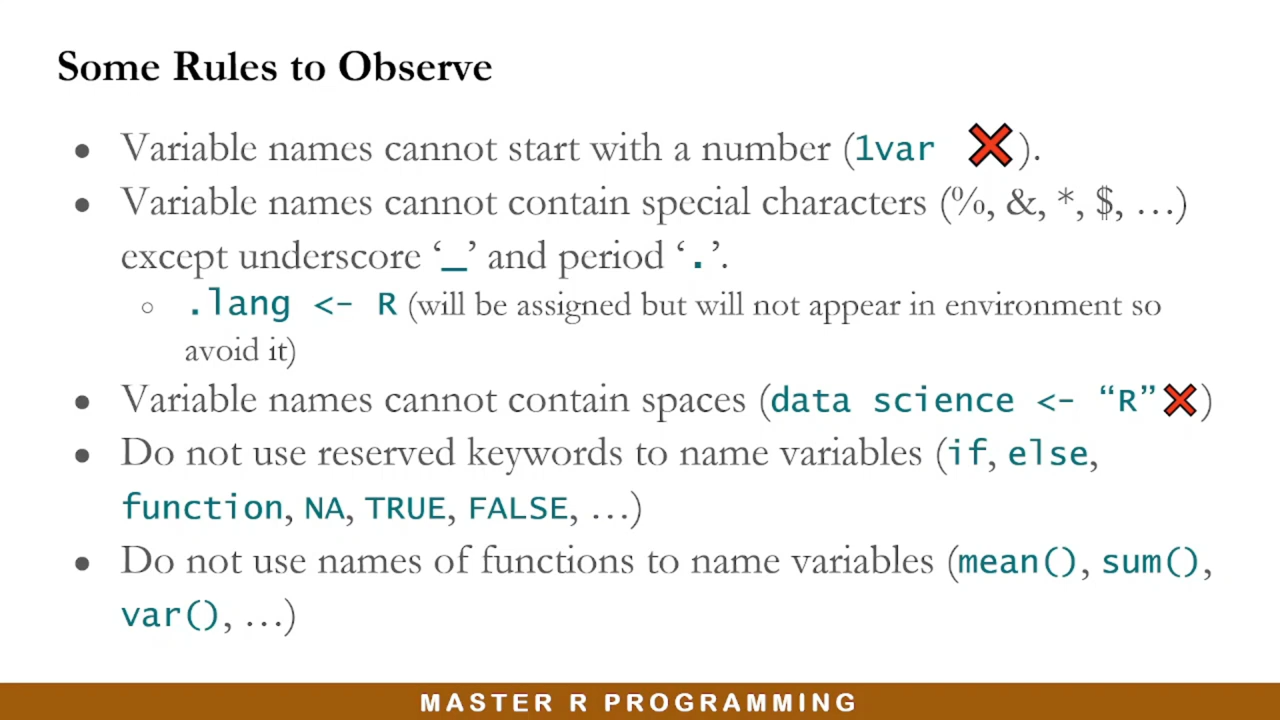 Some Rules to Observe
● Variable names cannot start with a number (1var ❌).
● Variable names cannot contain special characters (%, &, *, $, …)
except underscore ‘_’ and period ‘.’.
○ .lang <- R (will be assigned but will not appear in environment so
avoid it)
● Variable names cannot contain spaces (data science <- “R”❌)
● Do not use reserved keywords to name variables (if, else,
function, NA, TRUE, FALSE, …)
● Do not use names of functions to name variables (mean(), sum(),
var(), …)
MASTER R PROGRAMMING